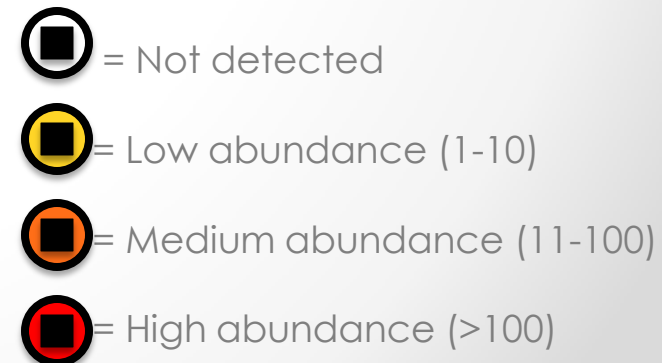 = Not detected
= Low abundance (1-10)
= Medium abundance (11-100)
= High abundance (>100)